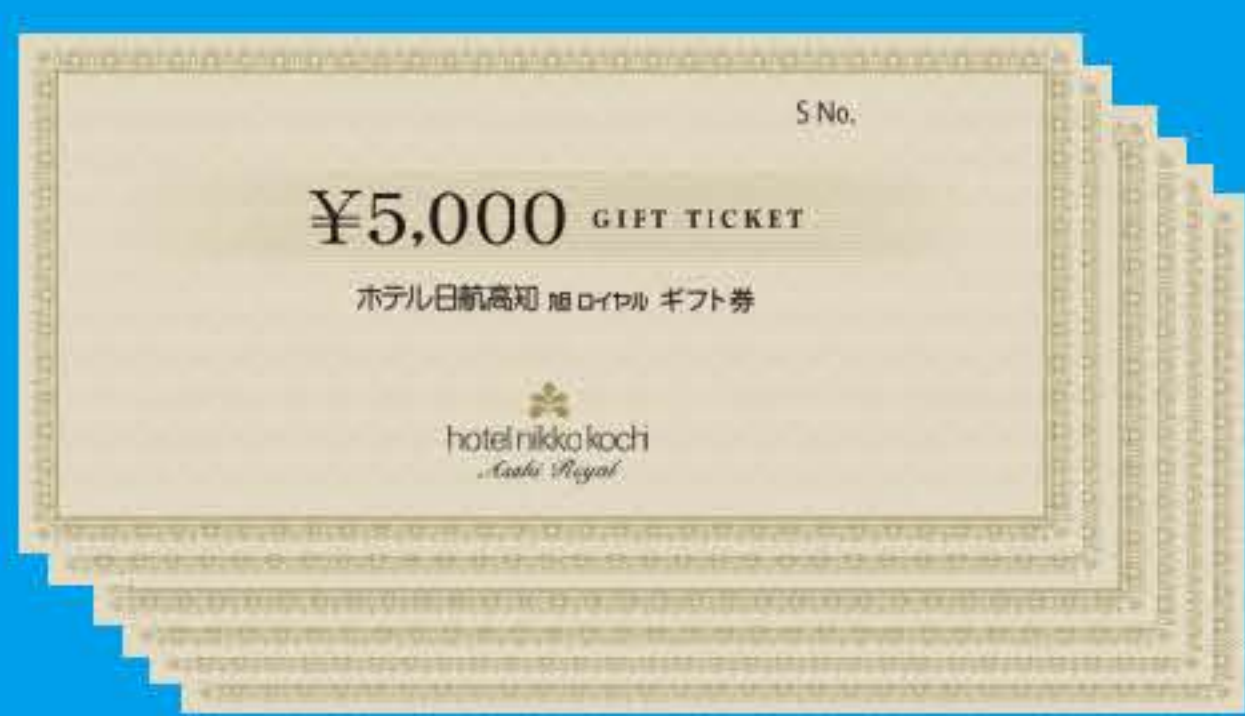 S No.
¥5,000 GIFT TICKET
ホテル日航高知 旭ロイヤル ギフト券
hotel nikko kochi
Asahi Royal